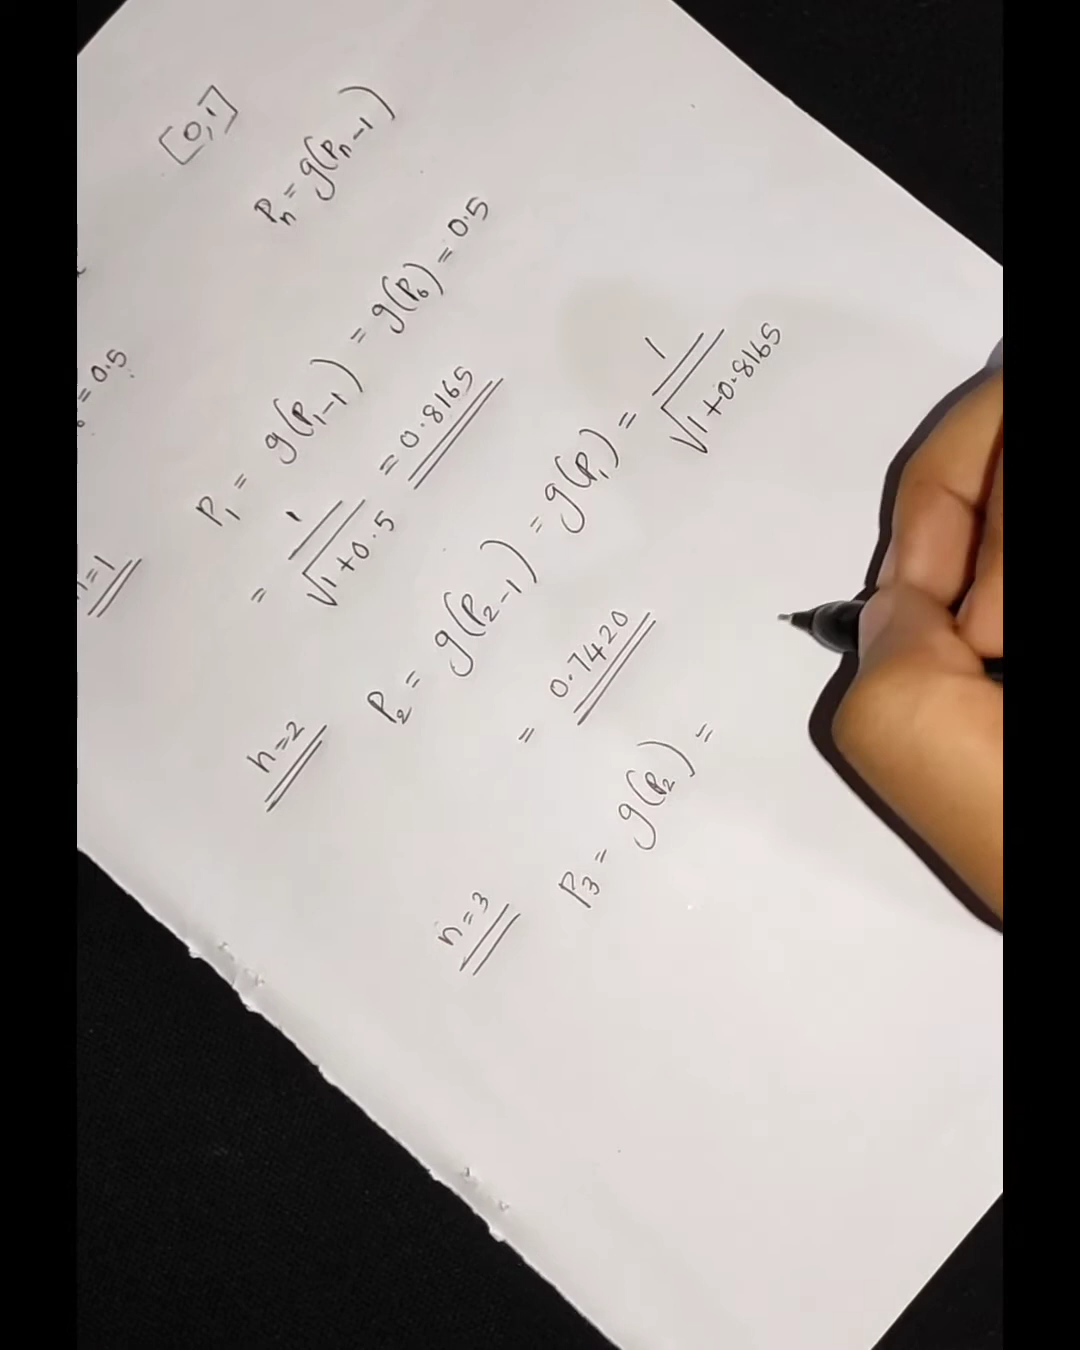 [0,1]
Pn = g(Pn-1)
= 0.5
n=1
P1 = g(P1-1) = g(P0) = 0.5
= 1/√1+0.5 = 0.8165
n=2
P2 = g(P2-1) = g(P1) = 1/√1+0.8165
= 0.7420
n=3
P3 = g(P2) =